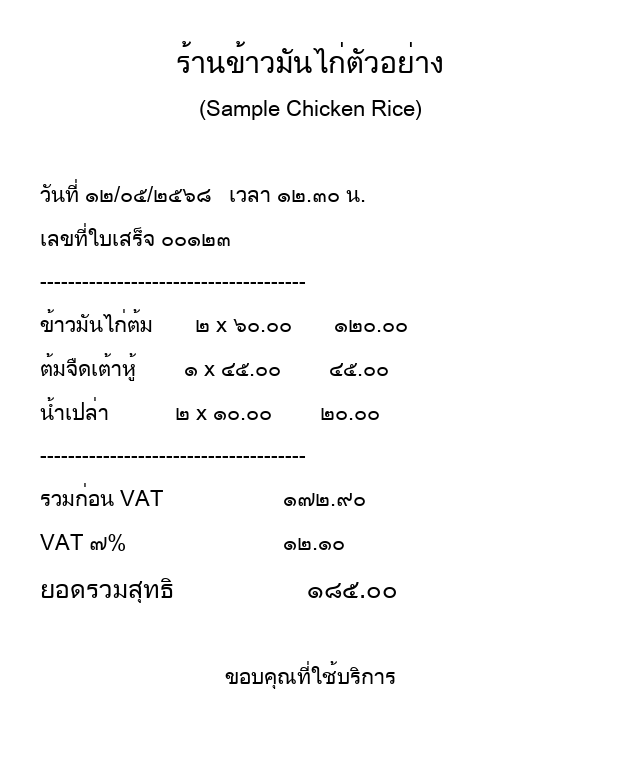 ร้านข้าวมันไก่ตัวอย่าง
(Sample Chicken Rice)
วันที่ ๑๒/๐๕/๒๕๖๘ เวลา ๑๒.๓๐ น.
เลขที่ใบเสร็จ ๐๐๑๒๓
--------------------------------------
ข้าวมันไก่ต้ม ๒ x ๖๐.๐๐ ๑๒๐.๐๐
ต้มจืดเต้าหู้ ๑ x ๔๕.๐๐ ๔๕.๐๐
น้ำเปล่า ๒ x ๑๐.๐๐ ๒๐.๐๐
--------------------------------------
รวมก่อน VAT ๑๗๒.๙๐
VAT ๗% ๑๒.๑๐
ยอดรวมสุทธิ ๑๘๕.๐๐
ขอบคุณที่ใช้บริการ